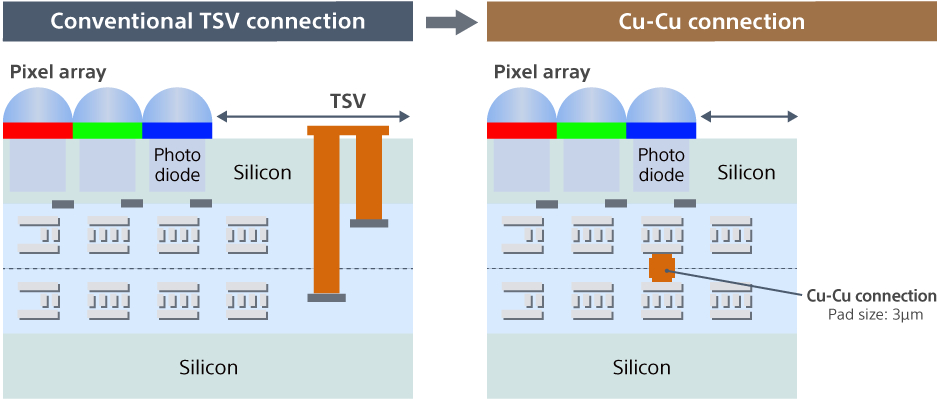 Conventional TSV connection
Cu-Cu connection
Pixel array
TSV
Photo
diode
Silicon
Silicon
Pixel array
Photo
diode
Silicon
Cu-Cu connection
Pad size: 3μm
Silicon